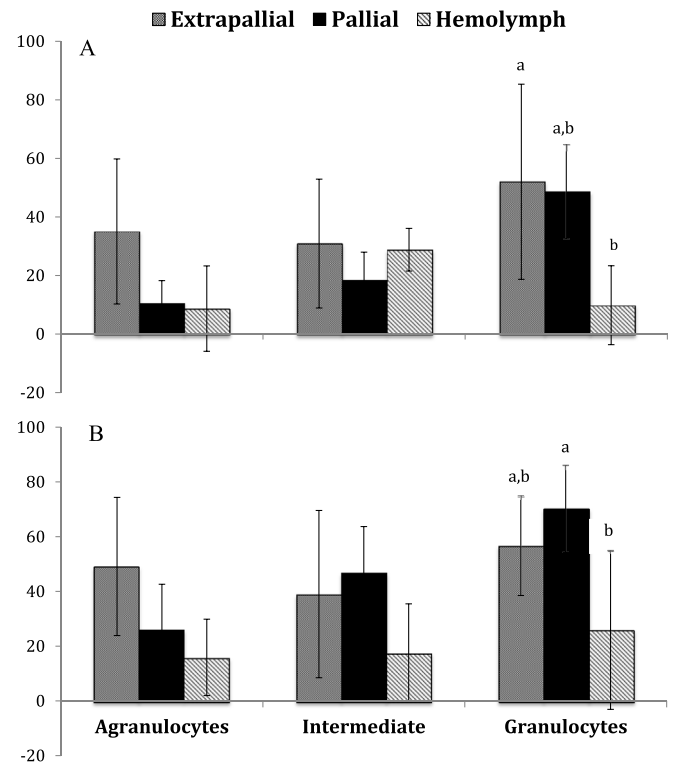 Extrapallial Pallial Hemolymph
A
100
80
60
40
20
0
-20
a
a,b
b
B
100
80
60
40
20
0
-20
a,b
a
b
Agranulocytes Intermediate Granulocytes